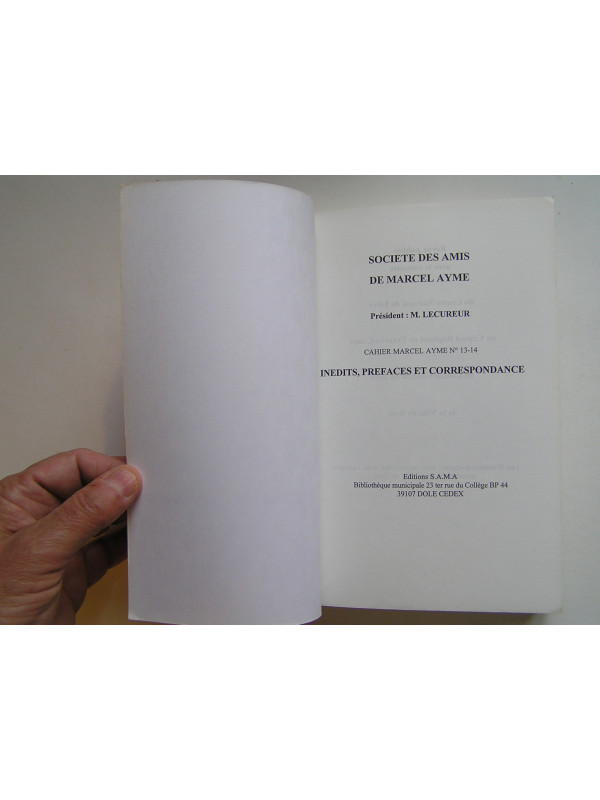 SOCIETE DES AMIS
DE MARCEL AYME
Président : M. LECUREUR
CAHIER MARCEL AYME N° 13-14
INEDITS, PREFACES ET CORRESPONDANCE
Editions S.A.M.A
Bibliothèque municipale 23 ter rue du Collège BP 44
39107 DOLE CEDEX